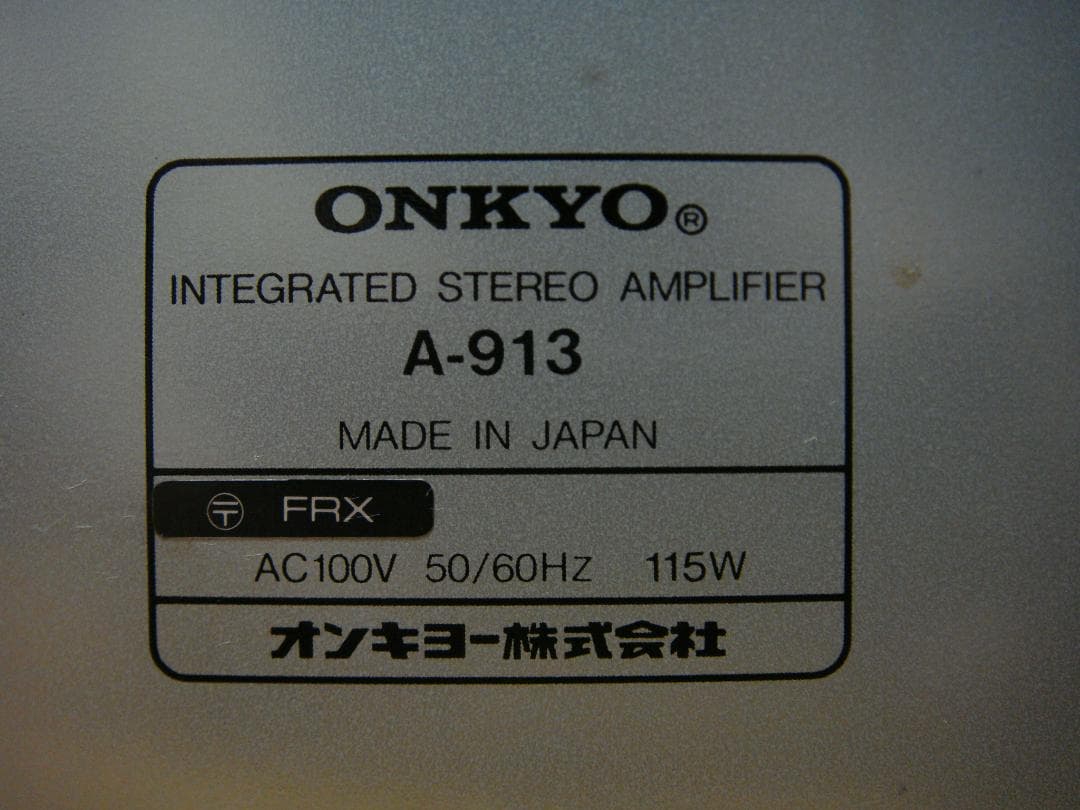 ONKYO®
INTEGRATED STEREO AMPLIFIER
A-913
MADE IN JAPAN
〶 FRX
AC100V 50/60Hz 115W
オンキヨー株式会社